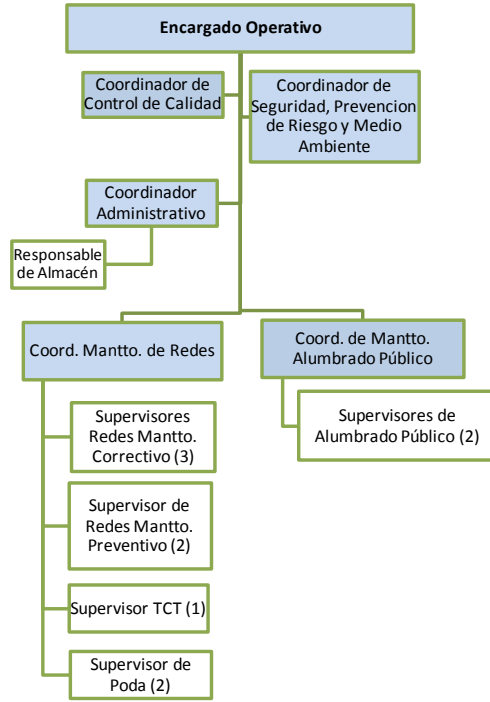 Encargado Operativo
Coordinador de
Control de Calidad
Coordinador de
Seguridad, Prevencion
de Riesgo y Medio
Ambiente
Coordinador
Administrativo
Responsable
de Almacén
Coord. Mantto. de Redes
Coord. de Mantto.
Alumbrado Público
Supervisores
Redes Mantto.
Correctivo (3)
Supervisores de
Alumbrado Público (2)
Supervisor de
Redes Mantto.
Preventivo (2)
Supervisor TCT (1)
Supervisor de
Poda (2)